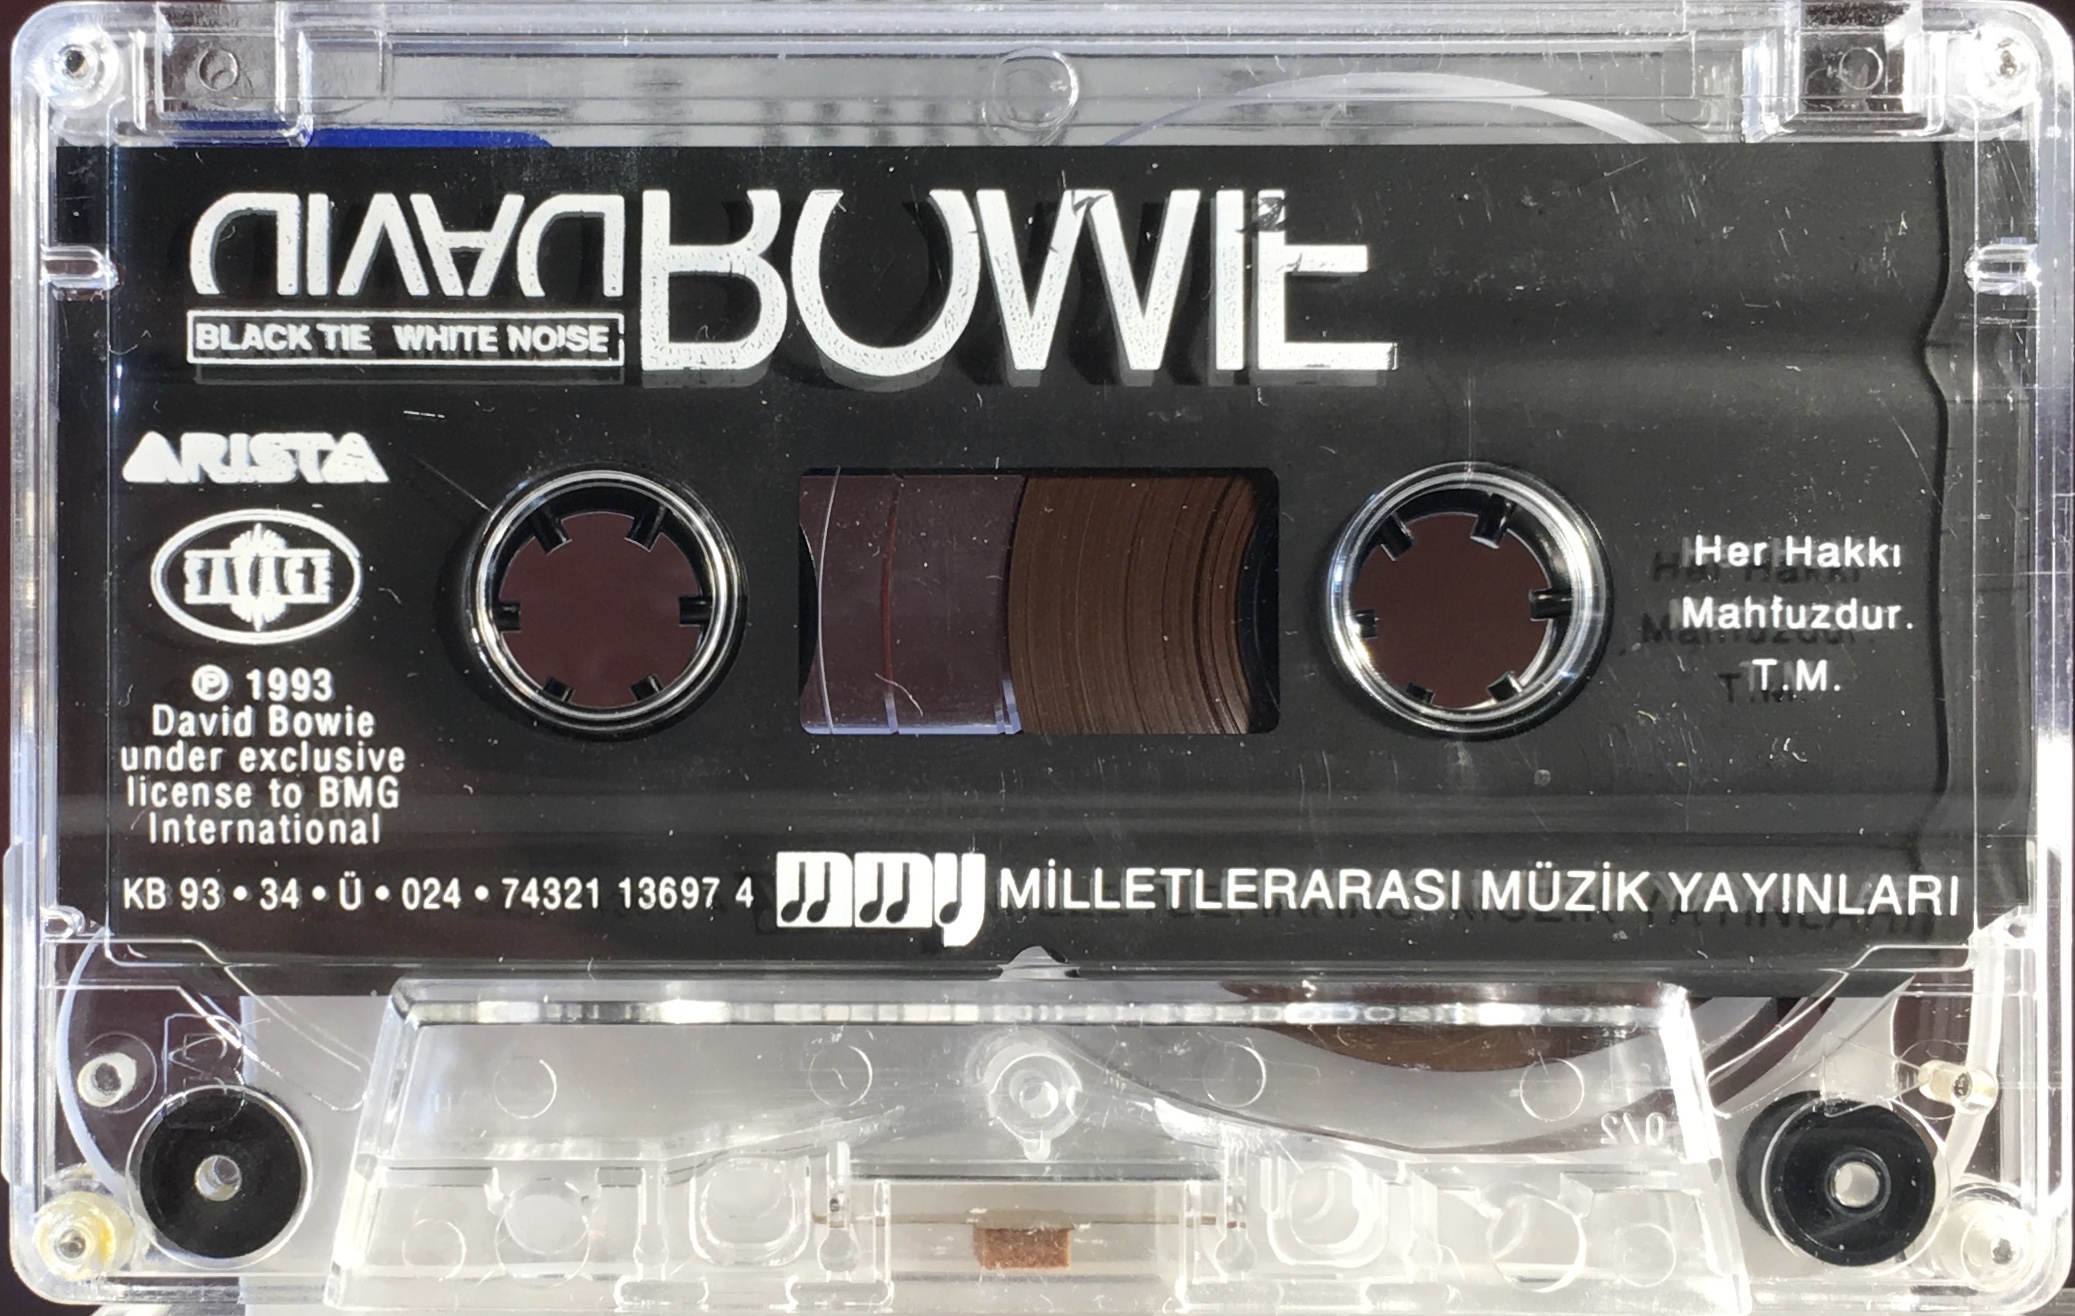 DAVID BOWIE
BLACK TIE WHITE NOISE
ARISTA
SAVAGE
Ⓟ 1993
David Bowie
under exclusive
license to BMG
International
Her Hakkı
Mahfuzdur.
T.M.
KB 93 • 34 • Ü • 024 • 74321 13697 4 mmy MİLLETLERARASI MÜZİK YAYINLARI